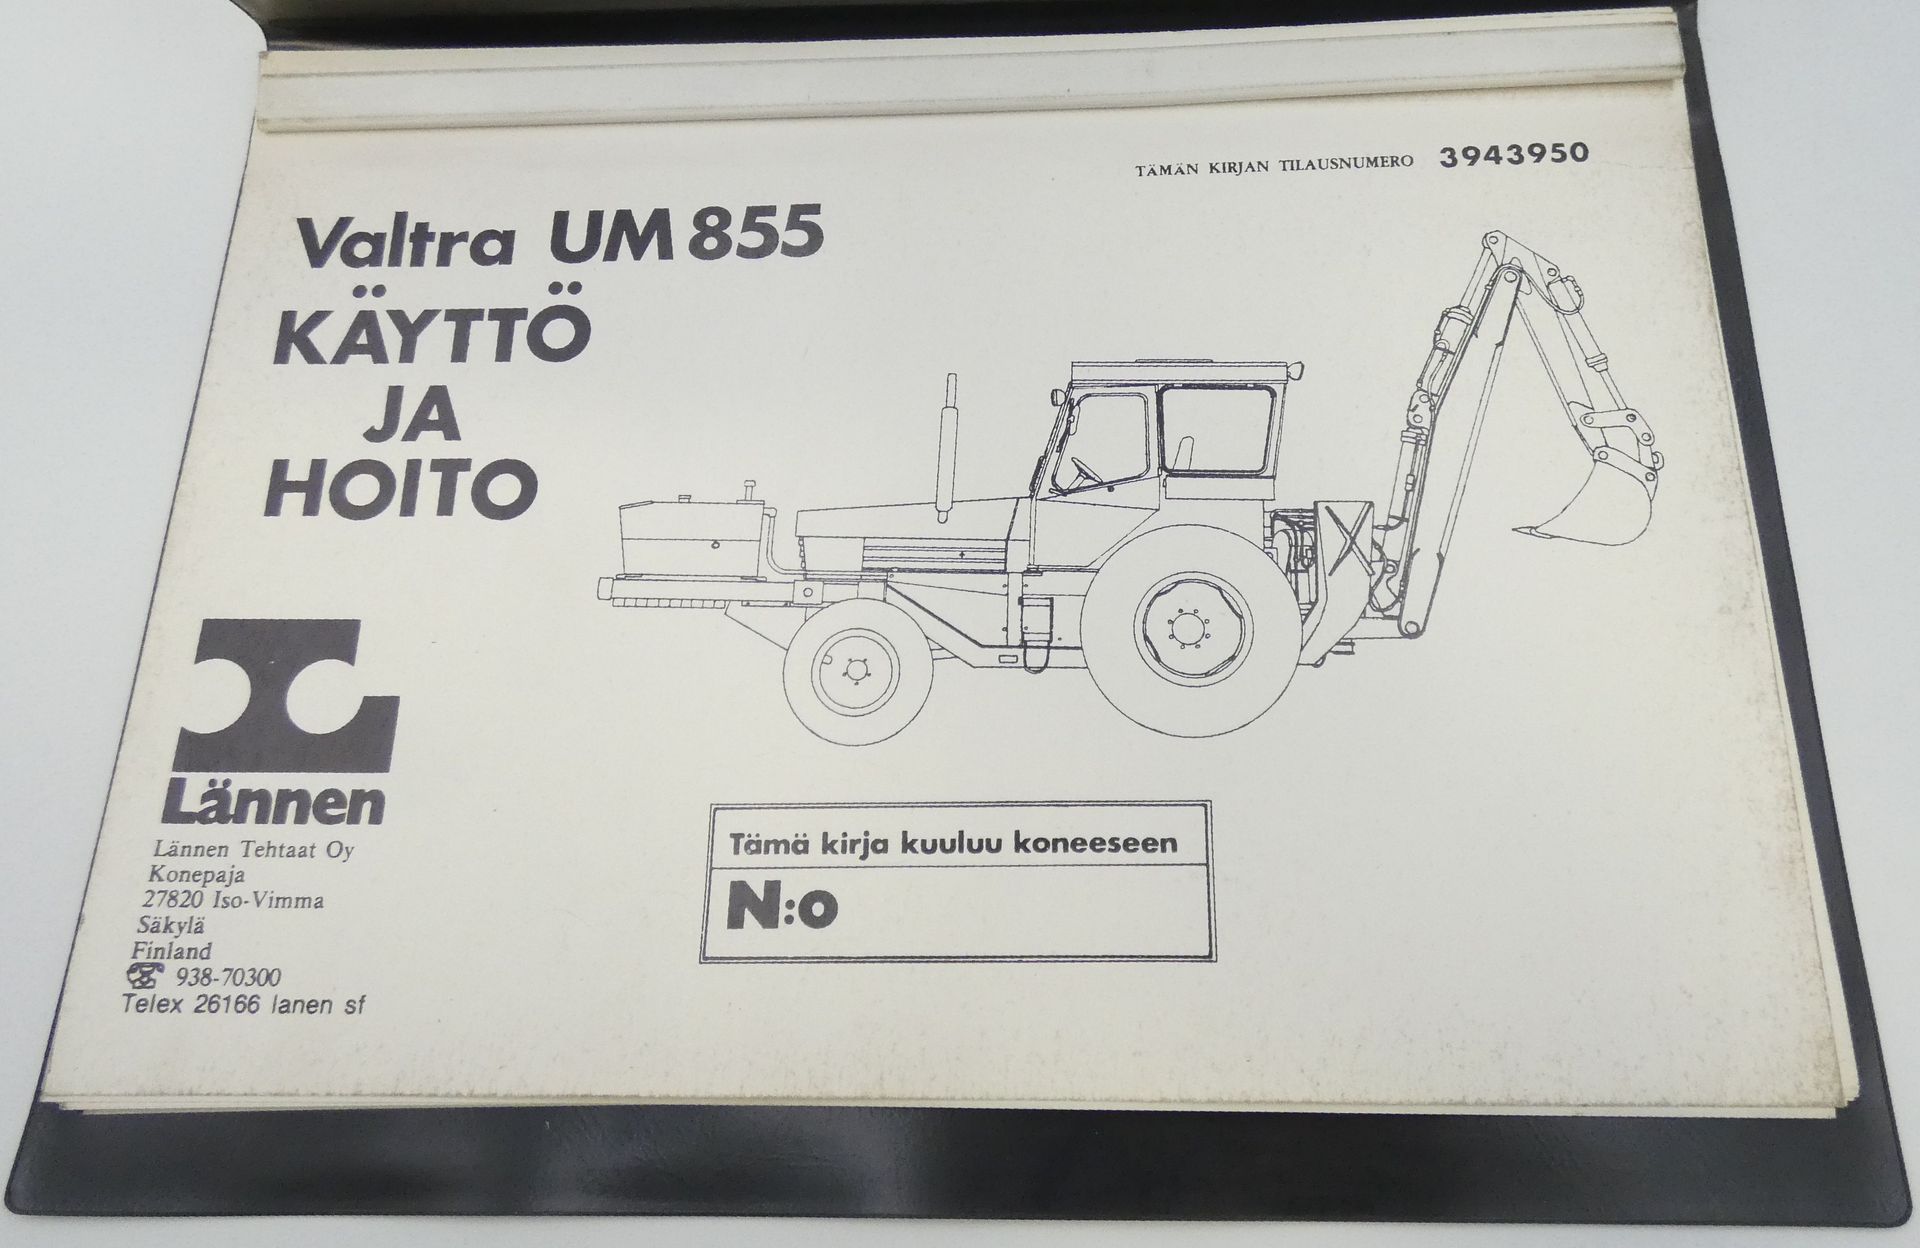 TÄMÄN KIRJAN TILAUSNUMERO 3943950
Valtra UM 855
KÄYTTÖ
JA
HOITO
Lännen
Lännen Tehtaat Oy
Konepaja
27820 Iso-Vimma
Säkylä
Finland
☎ 938-70300
Telex 26166 lanen sf
Tämä kirja kuuluu koneeseen
N:o